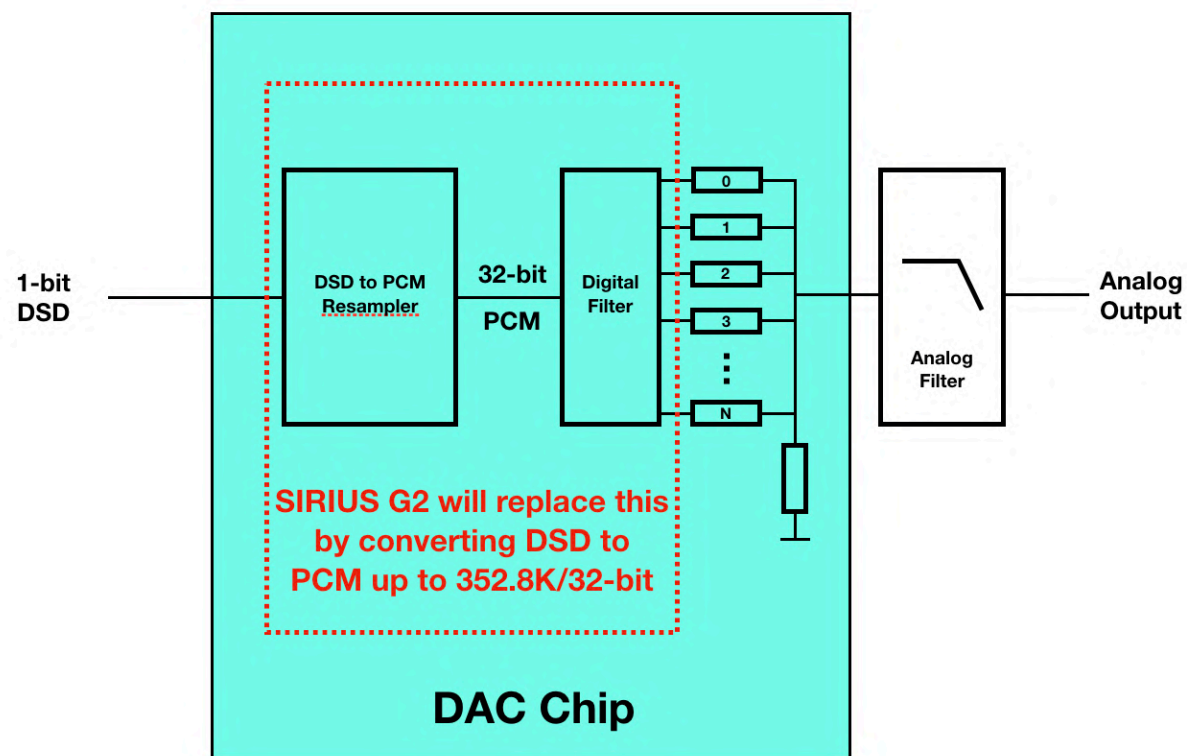 1-bit
DSD
DSD to PCM
Resampler
32-bit
PCM
Digital
Filter
0
1
2
3
N
Analog
Filter
Analog
Output
SIRIUS G2 will replace this
by converting DSD to
PCM up to 352.8K/32-bit
DAC Chip